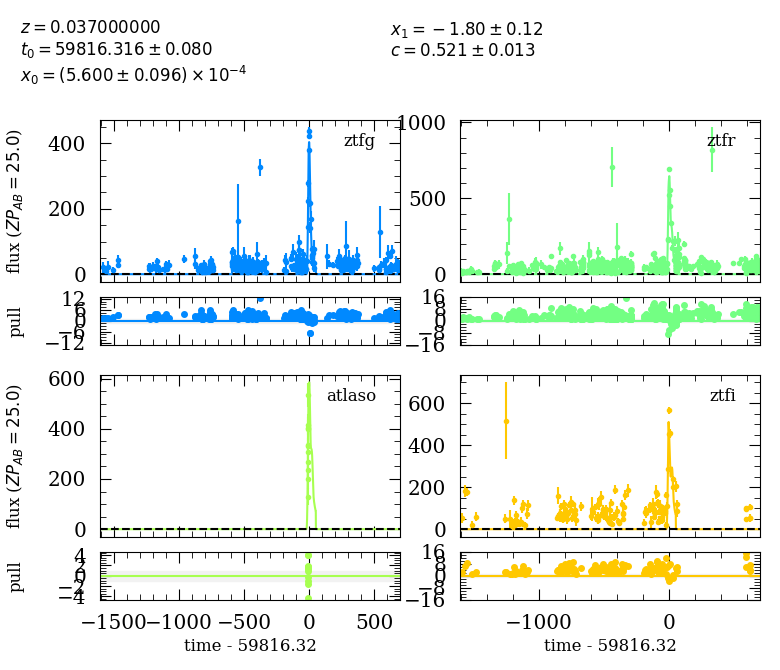 z = 0.037000000
t₀ = 59816.316 ± 0.080
x₀ = (5.600 ± 0.096) × 10⁻⁴
x₁ = −1.80 ± 0.12
c = 0.521 ± 0.013
flux (ZP_AB = 25.0)
400
200
0
ztfg
1000
500
0
ztfr
pull
12
6
0
−6
−12
16
8
0
−8
−16
flux (ZP_AB = 25.0)
600
400
200
0
atlaso
600
400
200
0
ztfi
pull
4
2
0
−2
−4
16
8
0
−8
−16
−1500 −1000 −500 0 500
−1000 0
time - 59816.32
time - 59816.32